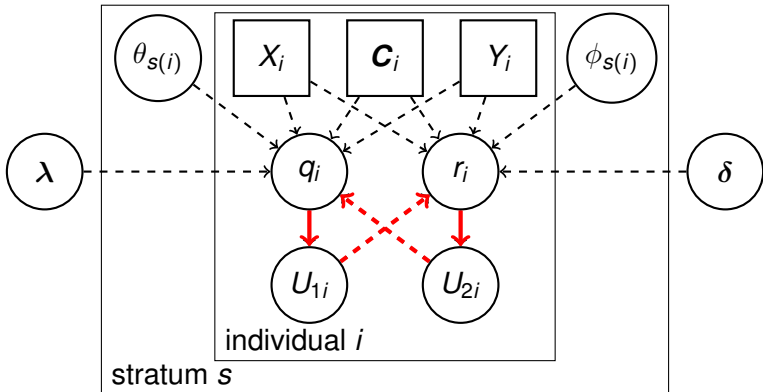 θs(i) Xi Ci Yi ϕs(i)
λ qi ri δ
U1i U2i
individual i
stratum s